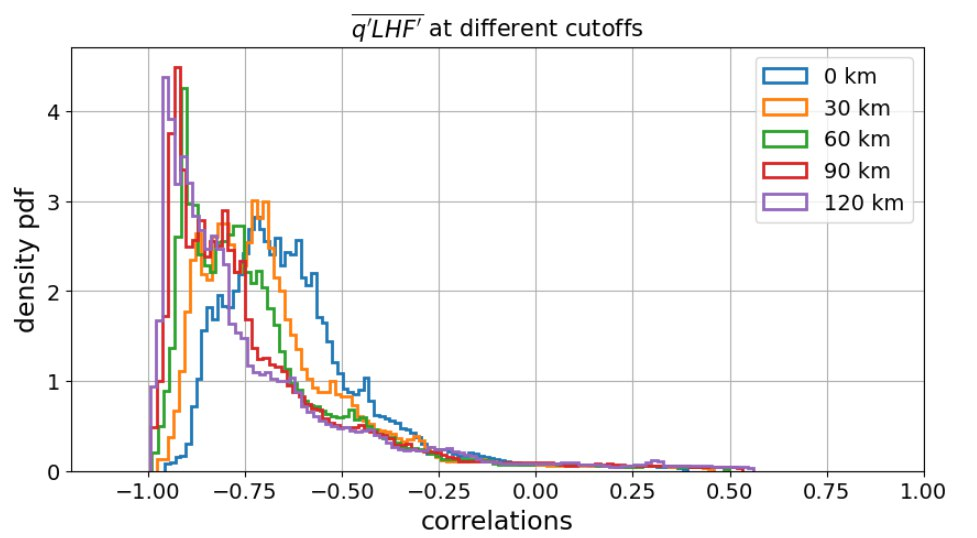 q′LHF′ at different cutoffs
density pdf
4
3
2
1
0
0 km
30 km
60 km
90 km
120 km
−1.00 −0.75 −0.50 −0.25 0.00 0.25 0.50 0.75 1.00
correlations